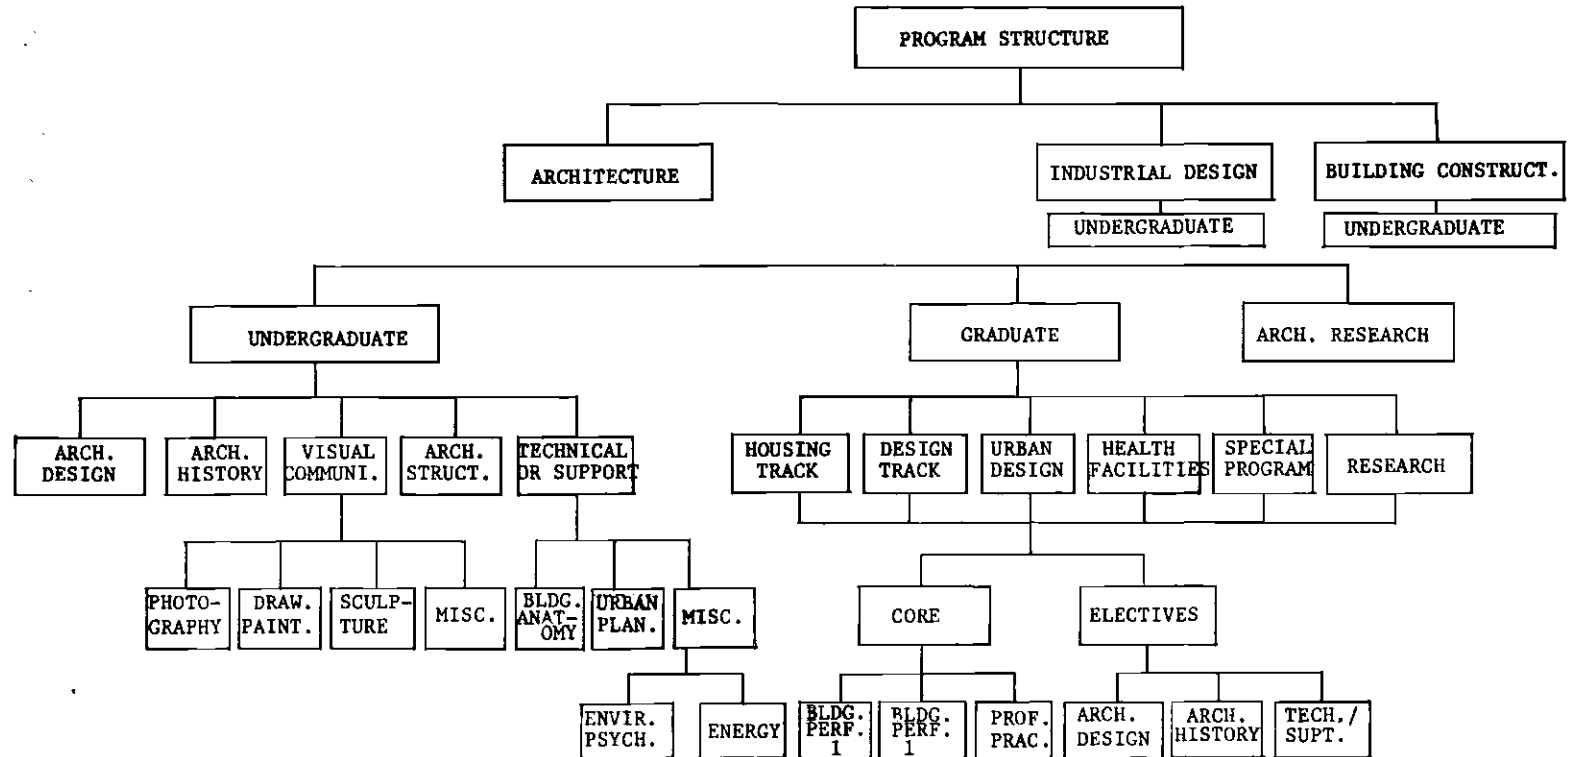 PROGRAM STRUCTURE
ARCHITECTURE
INDUSTRIAL DESIGN
BUILDING CONSTRUCT.
UNDERGRADUATE
UNDERGRADUATE
UNDERGRADUATE
GRADUATE
ARCH. RESEARCH
ARCH.
DESIGN
ARCH.
HISTORY
VISUAL
COMMUNI.
ARCH.
STRUCT.
TECHNICAL
OR SUPPORT
HOUSING
TRACK
DESIGN
TRACK
URBAN
DESIGN
HEALTH
FACILITIES
SPECIAL
PROGRAM
RESEARCH
PHOTO-
GRAPHY
DRAW.
PAINT.
SCULP-
TURE
MISC.
BLDG.
ANAT-
OMY
URBAN
PLAN.
MISC.
CORE
ELECTIVES
ENVIR.
PSYCH.
ENERGY
BLDG.
PERF.
1
BLDG.
PERF.
1
PROF.
PRAC.
ARCH.
DESIGN
ARCH.
HISTORY
TECH./
SUPT.